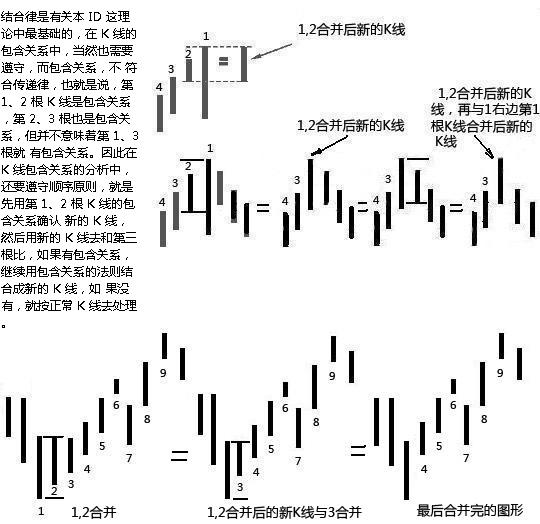 结合律是有关本 ID 这理
论中最基础的，在 K 线的
包含关系中，当然也需要
遵守，而包含关系，不 符
合传递律，也就是说，第
1、2 根 K 线是包含关系
，第 2、3 根也是包含关
系，但并不意味着第 1、3
根就 有包含关系。因此在
K 线包含关系的分析中，
还要遵守顺序原则，就是
先用第 1、2 根 K 线的包
含关系确认 新的 K 线，
然后用新的 K 线去和第三
根比，如果有包含关系，
继续用包含关系的法则结
合成新的 K 线，如 果没
有，就按正常 K 线去处理
。
1
2
3
4
=
1,2合并后新的K线
1
2
3
4
=
1,2合并后新的K线
3
4
=
3
4
=
1,2合并后新的K
线，再与1右边第1
根K线合并后新的
K线
3
4
1
2
3
4
5
6
7
8
9
1,2合并
=
3
4
5
6
7
8
9
1,2合并后的新K线与3合并
=
4
5
6
7
8
9
最后合并完的图形